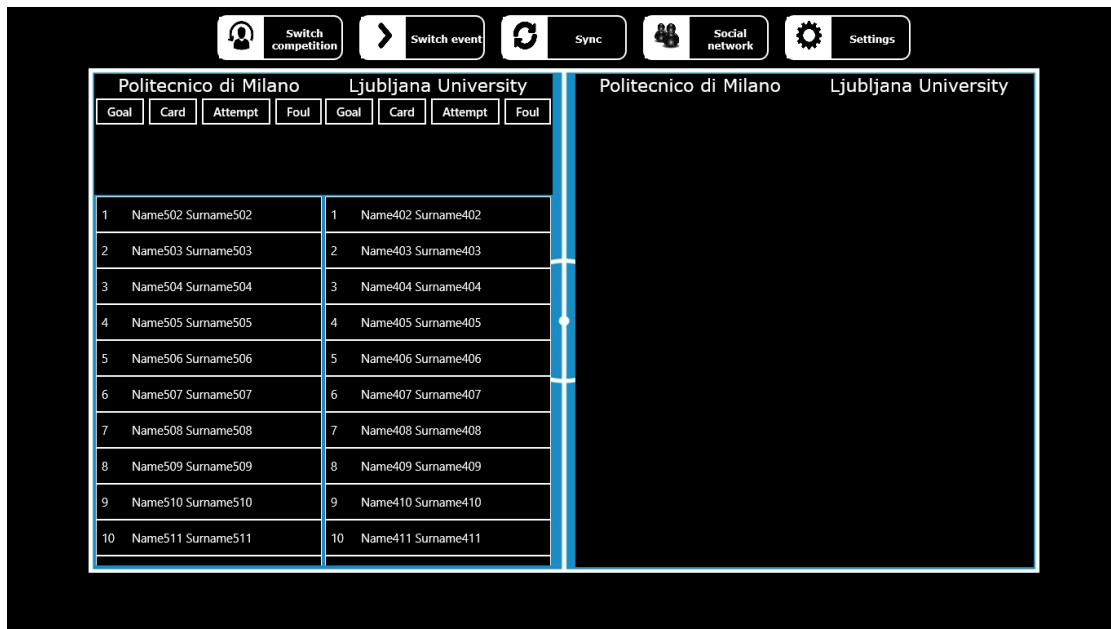 Switch competition
Switch event
Sync
Social network
Settings
Politecnico di Milano Ljubljana University
Goal Card Attempt Foul Goal Card Attempt Foul
1 Name502 Surname502 1 Name402 Surname402
2 Name503 Surname503 2 Name403 Surname403
3 Name504 Surname504 3 Name404 Surname404
4 Name505 Surname505 4 Name405 Surname405
5 Name506 Surname506 5 Name406 Surname406
6 Name507 Surname507 6 Name407 Surname407
7 Name508 Surname508 7 Name408 Surname408
8 Name509 Surname509 8 Name409 Surname409
9 Name510 Surname510 9 Name410 Surname410
10 Name511 Surname511 10 Name411 Surname411
Politecnico di Milano Ljubljana University